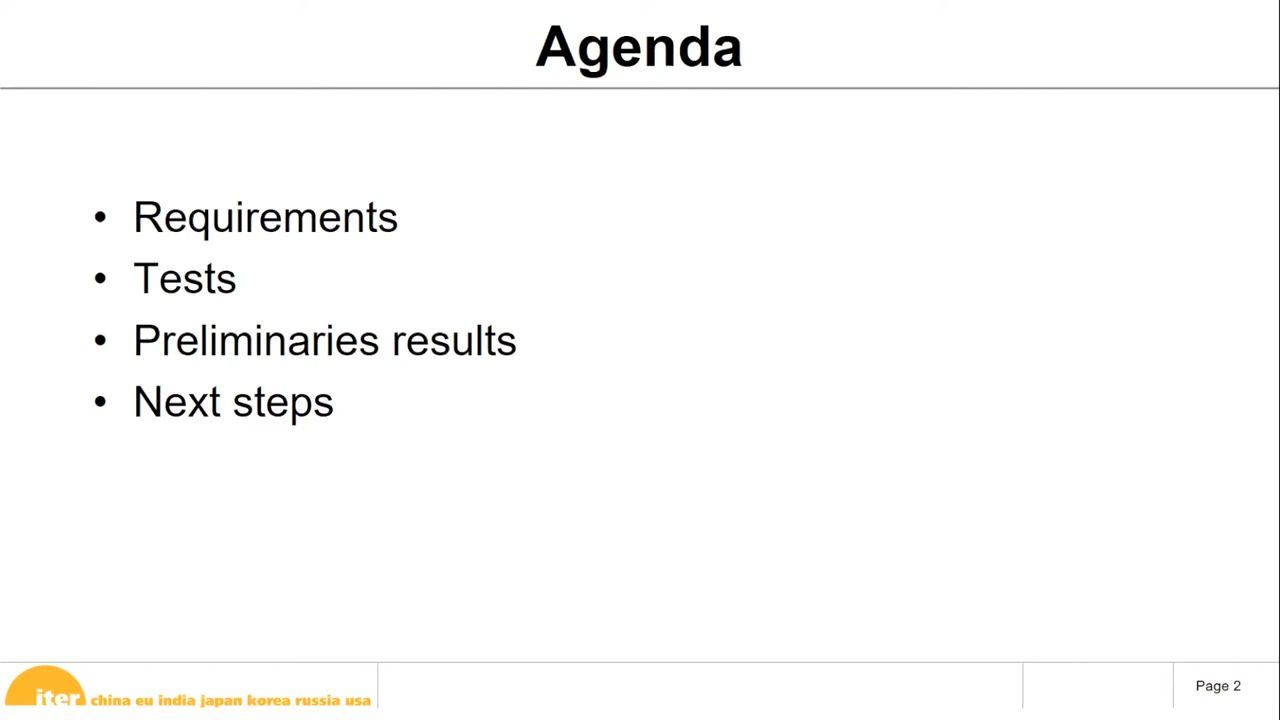 Agenda
• Requirements
• Tests
• Preliminaries results
• Next steps
iter china eu india japan korea russia usa
Page 2